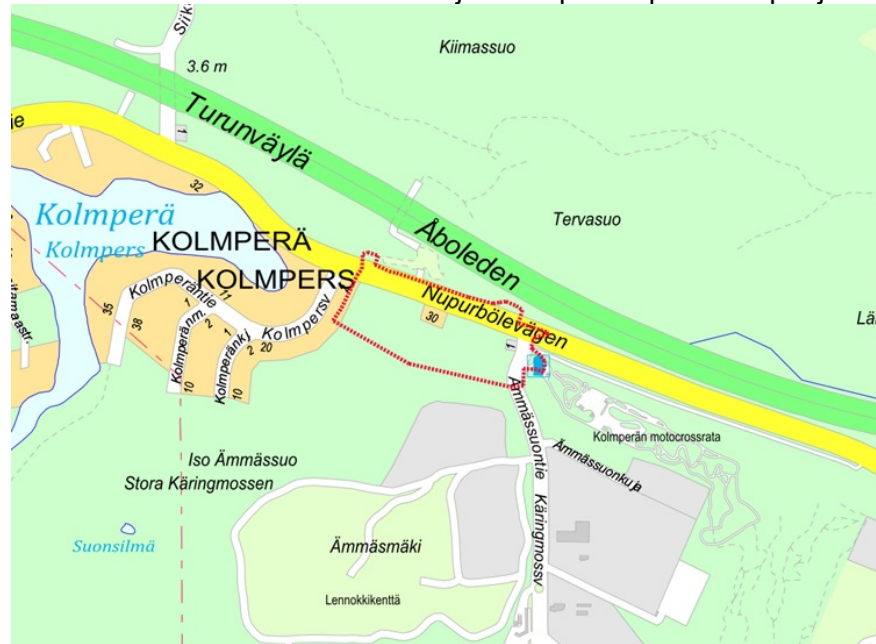 Kiimassuo
3.6 m
Turunväylä
Åboleden
Tervasuo
1
32
Kolmperä
Kolmpers
KOLMPERÄ
KOLMPERS
Nupurbölevägen
30
1
Kolmperäntie
11
Kolmpersv
1
2
1
2
20
35
38
Kolmperänm.
Kolmperänkj
10
10
Ämmässuontie
Käringmossv
Kolmperän motocrossrata
Iso Ämmässuo
Stora Käringmossen
Suonsilmä
Ämmäsmäki
Lennokkikenttä